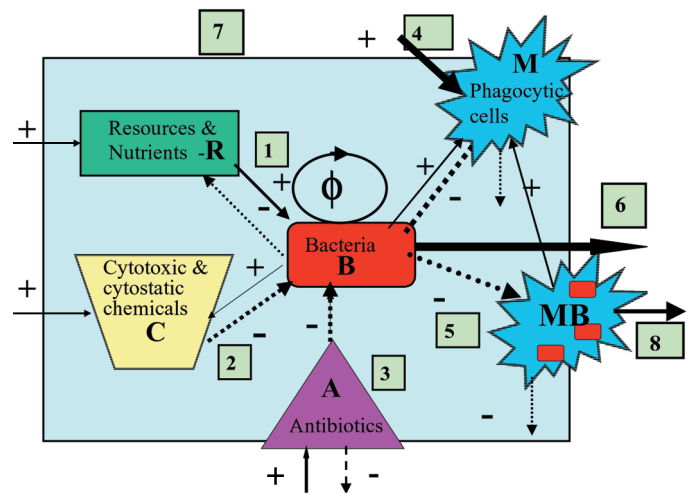 7
4
+
M
Phagocytic
cells
+
Resources &
Nutrients -R
1
+
-
ϕ
+
-
+
6
Bacteria
B
+
Cytotoxic &
cytostatic
chemicals
C
+
-
2
-
3
-
5
MB
8
A
Antibiotics
-
+
-